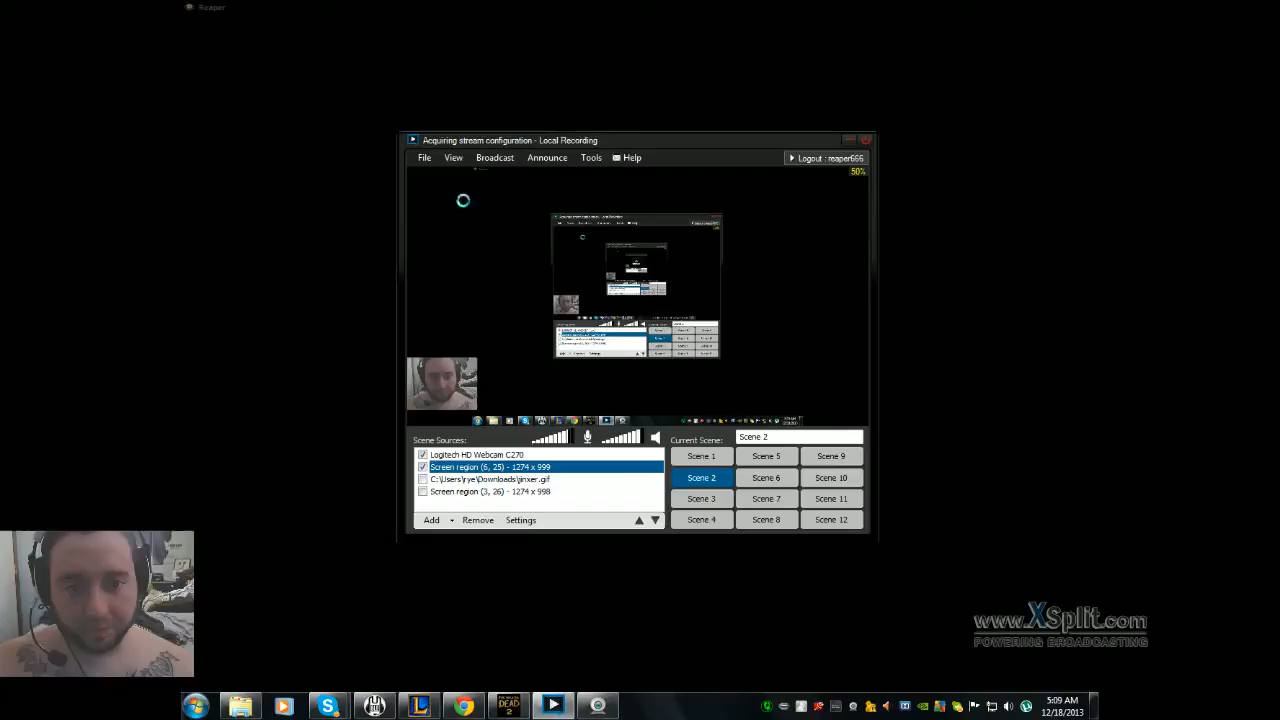 Reaper
Acquiring stream configuration - Local Recording
File View Broadcast Announce Tools Help Logout : reaper666
50%
Scene Sources: Current Scene: Scene 2
Logitech HD Webcam C270
Screen region (6, 25) - 1274 x 999
C:\Users\rye\Downloads\jinxer.gif
Screen region (3, 26) - 1274 x 998
Add Remove Settings
Scene 1 Scene 5 Scene 9
Scene 2 Scene 6 Scene 10
Scene 3 Scene 7 Scene 11
Scene 4 Scene 8 Scene 12
www.XSplit.com
POWERING BROADCASTING
DEAD
2
5:09 AM
12/18/2013